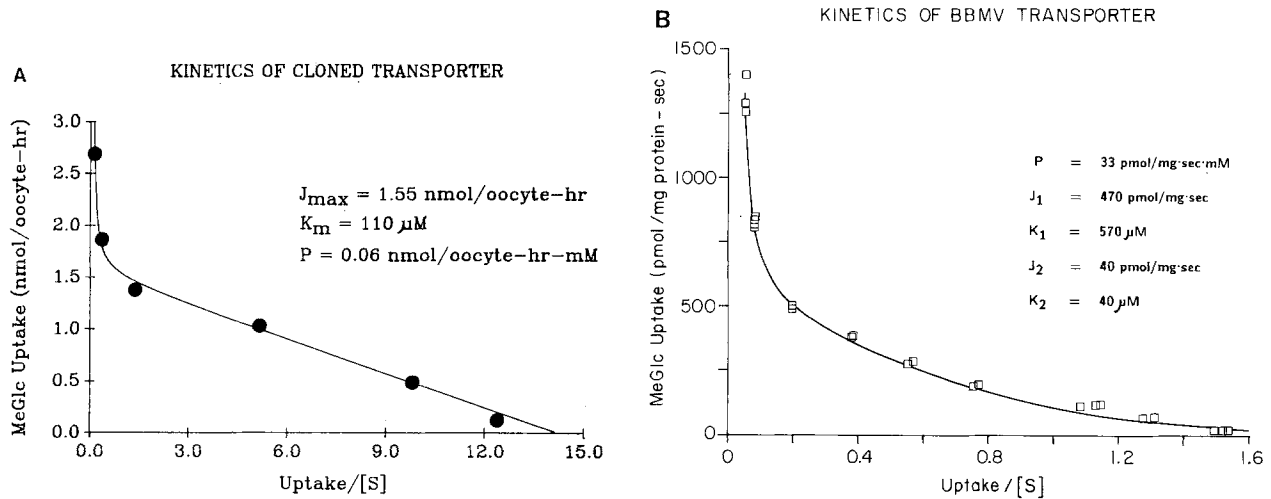 A
KINETICS OF CLONED TRANSPORTER
MeGlc Uptake (nmol/oocyte-hr)
3.0
2.5
2.0
1.5
1.0
0.5
0.0
Jmax = 1.55 nmol/oocyte-hr
Km = 110 µM
P = 0.06 nmol/oocyte-hr-mM
0.0 3.0 6.0 9.0 12.0 15.0
Uptake/[S]
B
KINETICS OF BBMV TRANSPORTER
MeGlc Uptake (pmol/mg protein-sec)
1500
1000
500
0
P = 33 pmol/mg·sec·mM
J1 = 470 pmol/mg·sec
K1 = 570 µM
J2 = 40 pmol/mg·sec
K2 = 40 µM
0 0.4 0.8 1.2 1.6
Uptake/[S]